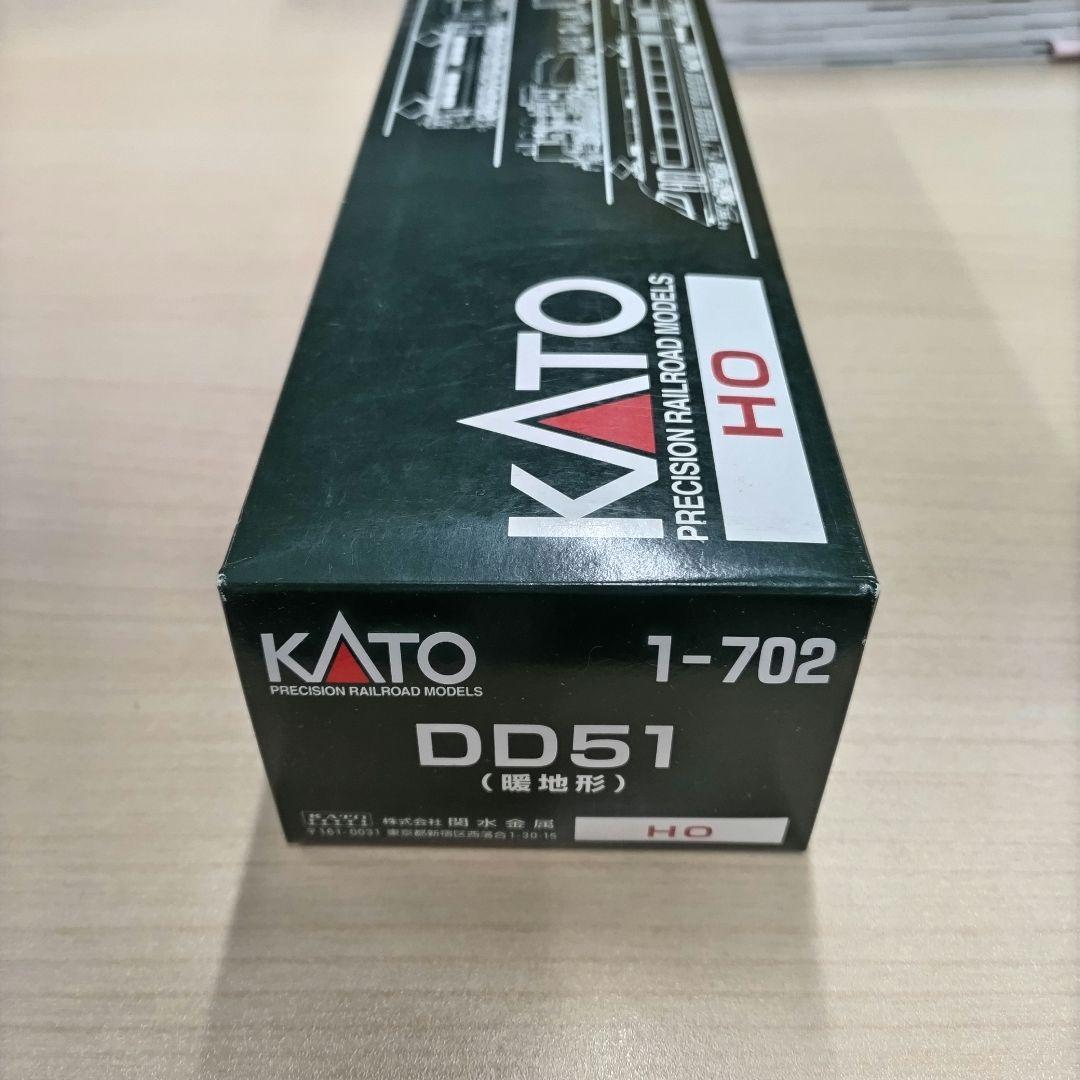 KATO
PRECISION RAILROAD MODELS
HO
KATO
PRECISION RAILROAD MODELS
1-702
DD51
(暖地形)
KATO
株式会社 関水金属
〒161-0031 東京都新宿区西落合1-30-15
HO